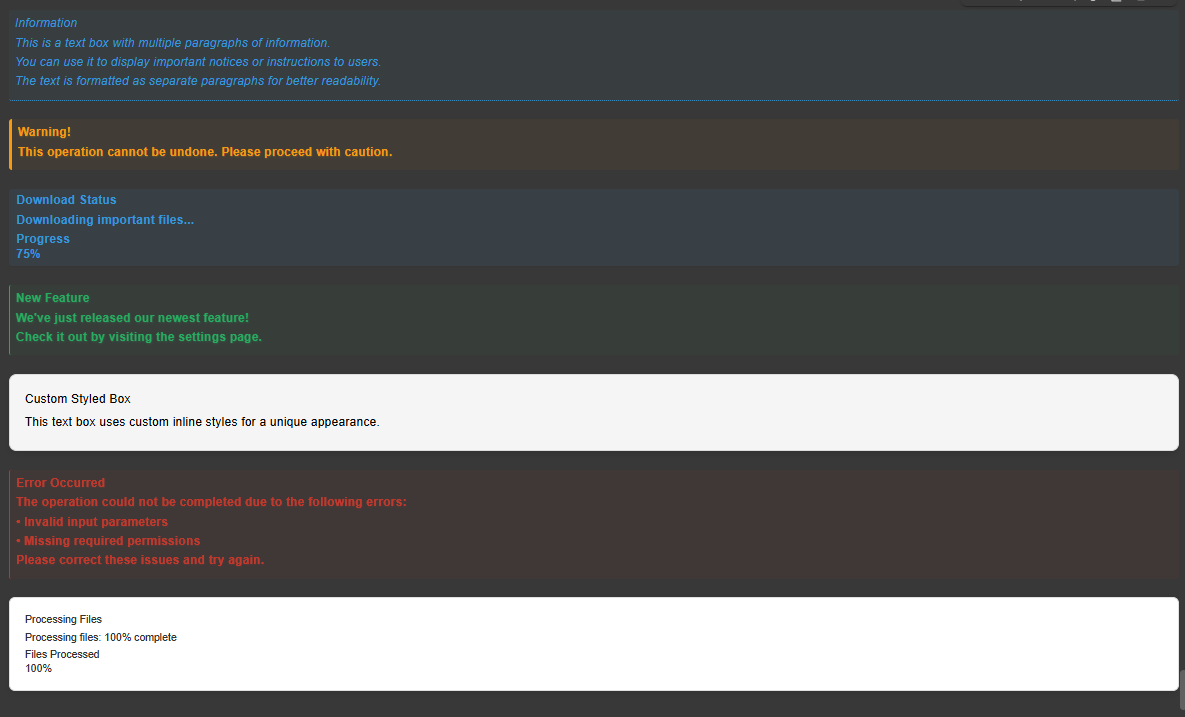 Information
This is a text box with multiple paragraphs of information.
You can use it to display important notices or instructions to users.
The text is formatted as separate paragraphs for better readability.
Warning!
This operation cannot be undone. Please proceed with caution.
Download Status
Downloading important files...
Progress
75%
New Feature
We've just released our newest feature!
Check it out by visiting the settings page.
Custom Styled Box
This text box uses custom inline styles for a unique appearance.
Error Occurred
The operation could not be completed due to the following errors:
• Invalid input parameters
• Missing required permissions
Please correct these issues and try again.
Processing Files
Processing files: 100% complete
Files Processed
100%